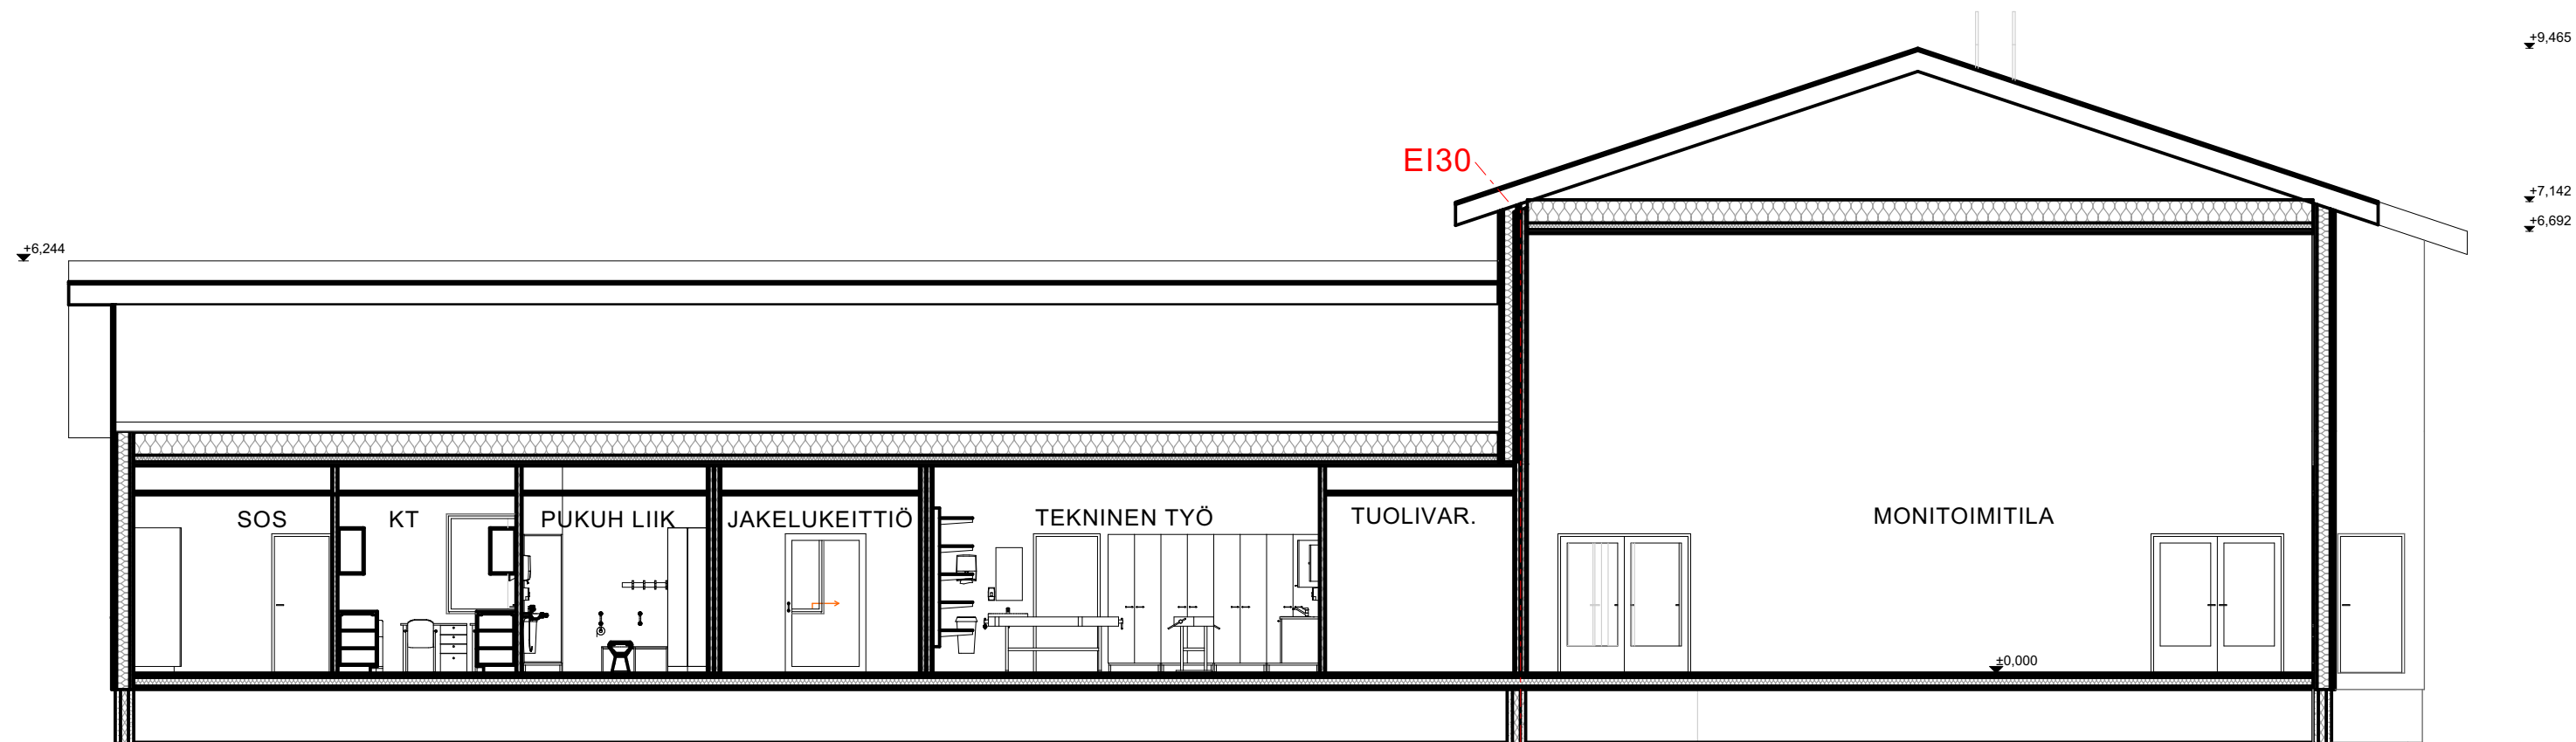 +9,465
EI30
+7,142
+6,692
+6,244
SOS
KT
PUKUH LIIK
JAKELUKEITTIÖ
TEKNINEN TYÖ
TUOLIVAR.
MONITOIMITILA
±0,000